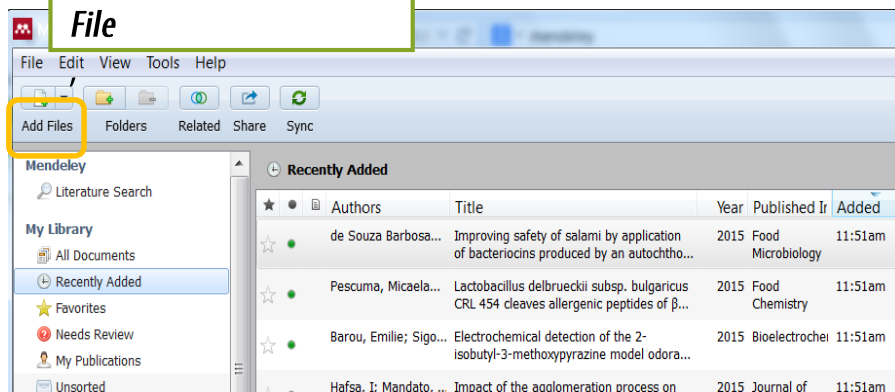 File
mendeley
File Edit View Tools Help
Add Files Folders Related Share Sync
Mendeley
Literature Search
My Library
All Documents
Recently Added
Favorites
Needs Review
My Publications
Unsorted
Recently Added
Authors Title Year Published In Added
de Souza Barbosa... Improving safety of salami by application 2015 Food 11:51am
of bacteriocins produced by an autochtho... Microbiology
Pescuma, Micaela... Lactobacillus delbrueckii subsp. bulgaricus 2015 Food 11:51am
CRL 454 cleaves allergenic peptides of β... Chemistry
Barou, Emilie; Sigo... Electrochemical detection of the 2- 2015 Bioelectrochei 11:51am
isobutyl-3-methoxypyrazine model odora...
Hafsa, I; Mandato, ... Impact of the agglomeration process on 2015 Journal of 11:51am